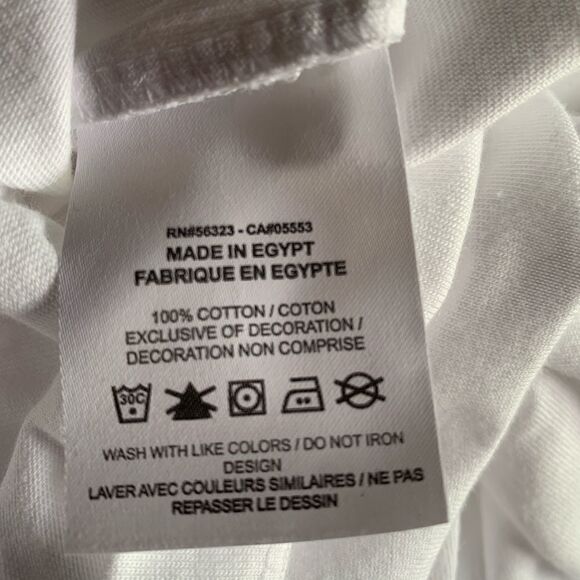 RN#56323 - CA#05553
MADE IN EGYPT
FABRIQUE EN EGYPTE
100% COTTON / COTON
EXCLUSIVE OF DECORATION /
DECORATION NON COMPRISE
30C
WASH WITH LIKE COLORS / DO NOT IRON
DESIGN
LAVER AVEC COULEURS SIMILAIRES / NE PAS
REPASSER LE DESSIN